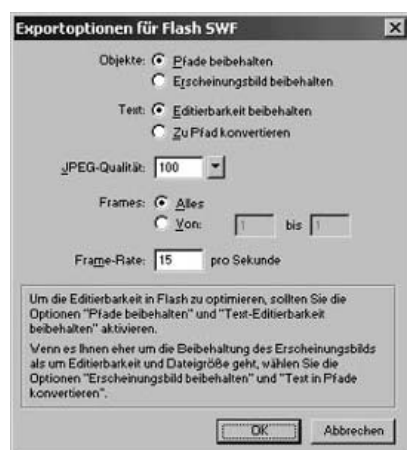 Exportoptionen für Flash SWF
Objekte: Pfade beibehalten
Erscheinungsbild beibehalten
Text: Editierbarkeit beibehalten
Zu Pfad konvertieren
JPEG-Qualität: 100
Frames: Alles
Von: 1 bis 1
Frame-Rate: 15 pro Sekunde
Um die Editierbarkeit in Flash zu optimieren, sollten Sie die
Optionen "Pfade beibehalten" und "Text-Editierbarkeit
beibehalten" aktivieren.
Wenn es Ihnen eher um die Beibehaltung des Erscheinungsbilds
als um Editierbarkeit und Dateigröße geht, wählen Sie die
Optionen "Erscheinungsbild beibehalten" und "Text in Pfade
konvertieren".
OK Abbrechen